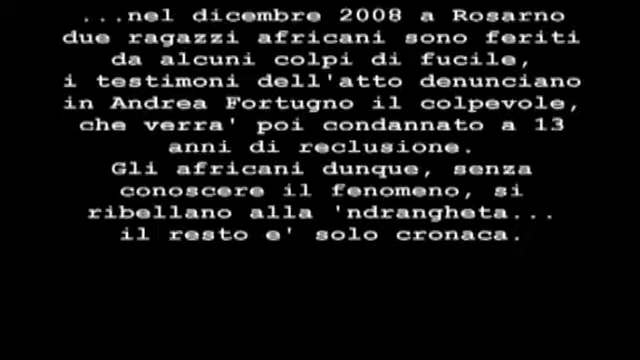 ...nel dicembre 2008 a Rosarno
due ragazzi africani sono feriti
da alcuni colpi di fucile,
i testimoni dell'atto denunciano
in Andrea Fortugno il colpevole,
che verra' poi condannato a 13
anni di reclusione.
Gli africani dunque, senza
conoscere il fenomeno, si
ribellano alla 'ndrangheta...
il resto e' solo cronaca.